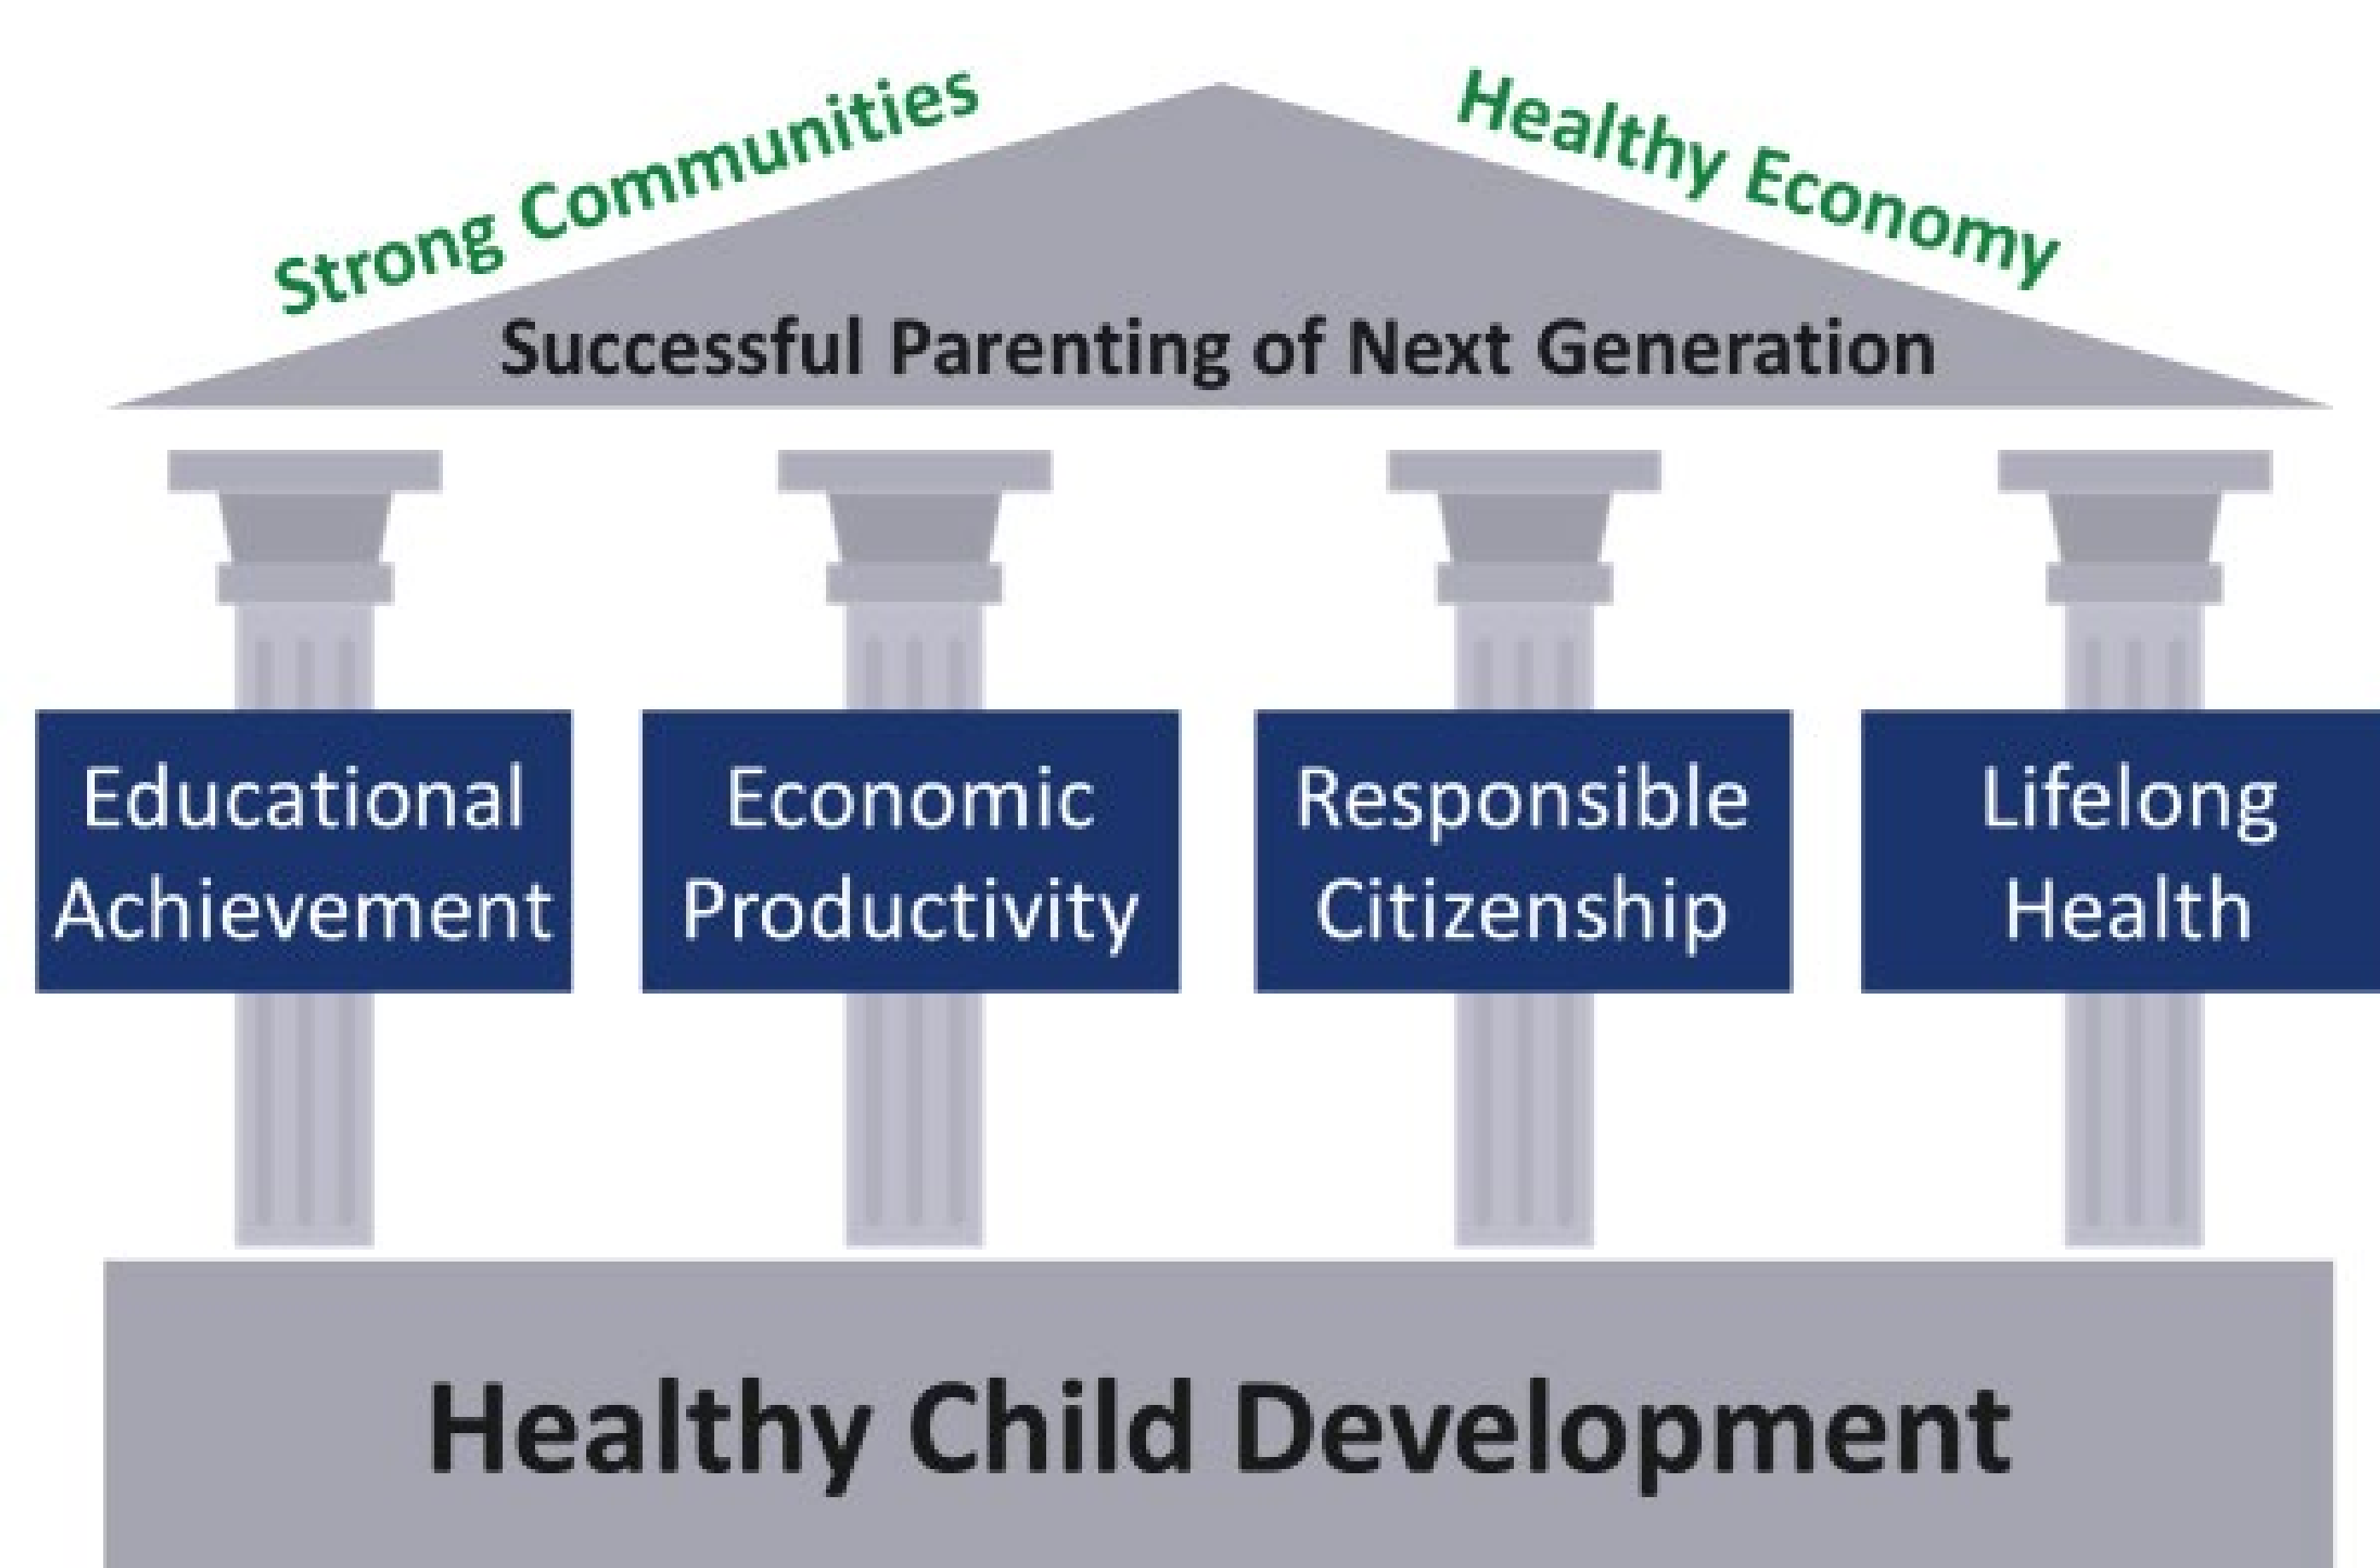 Strong Communities
Healthy Economy
Successful Parenting of Next Generation
Educational
Achievement
Economic
Productivity
Responsible
Citizenship
Lifelong
Health
Healthy Child Development